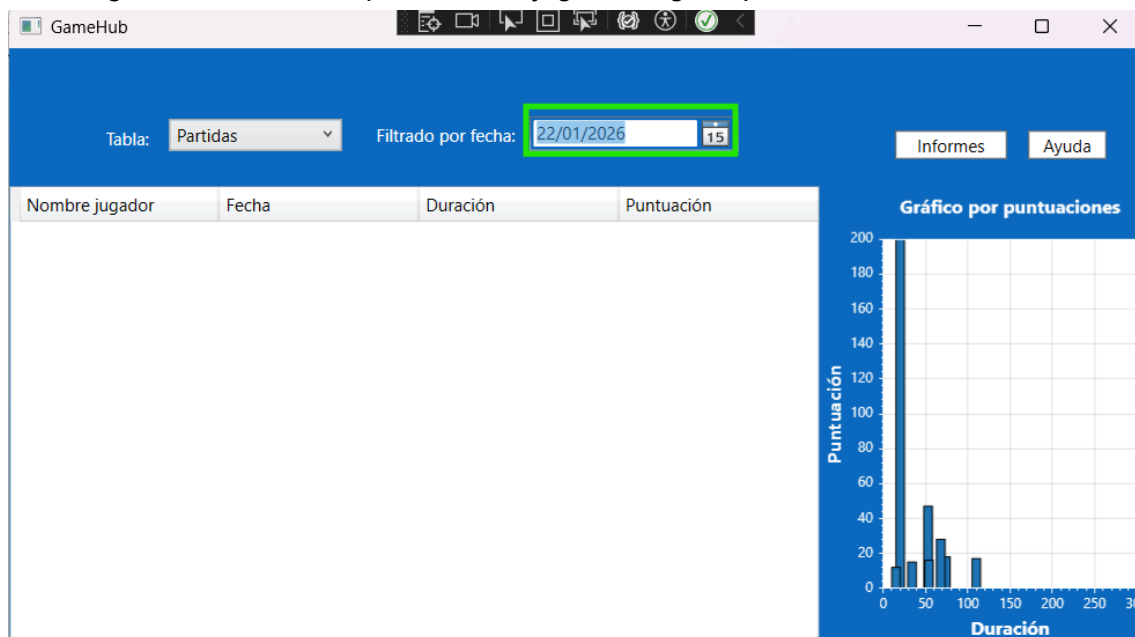 GameHub
Tabla: Partidas Filtrado por fecha: 22/01/2026 15
Informes Ayuda
Nombre jugador Fecha Duración Puntuación
Gráfico por puntuaciones
200
180
160
140
120
100
80
60
40
20
0
Puntuación
0 50 100 150 200 250
Duración